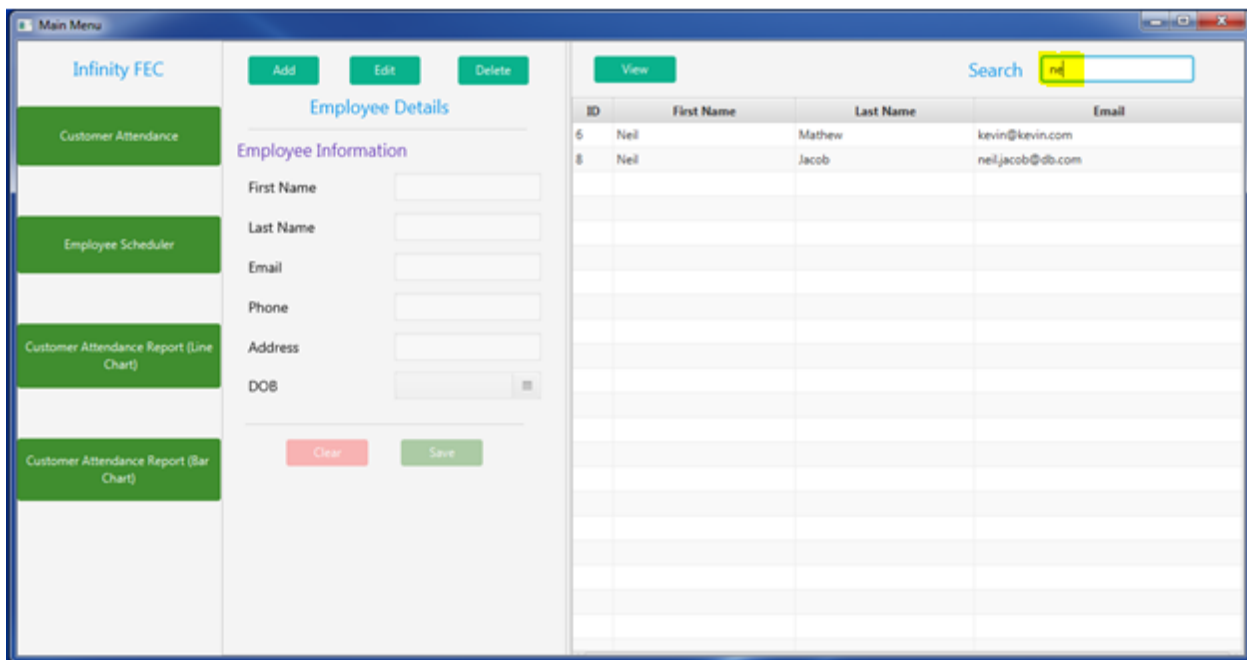 Main Menu
Infinity FEC
Customer Attendance
Employee Scheduler
Customer Attendance Report (Line
Chart)
Customer Attendance Report (Bar
Chart)
Add Edit Delete
Employee Details
Employee Information
First Name
Last Name
Email
Phone
Address
DOB
Clear Save
View Search ne
ID First Name Last Name Email
6 Neil Mathew kevin@kevin.com
8 Neil Jacob neil.jacob@db.com